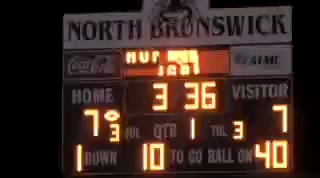 NORTH BRUNSWICK
Coca-Cola
HOME 3 36 VISITOR
7 3 TOL QTR 1 TOL 3 7
1 DOWN 10 TO GO BALL ON 40